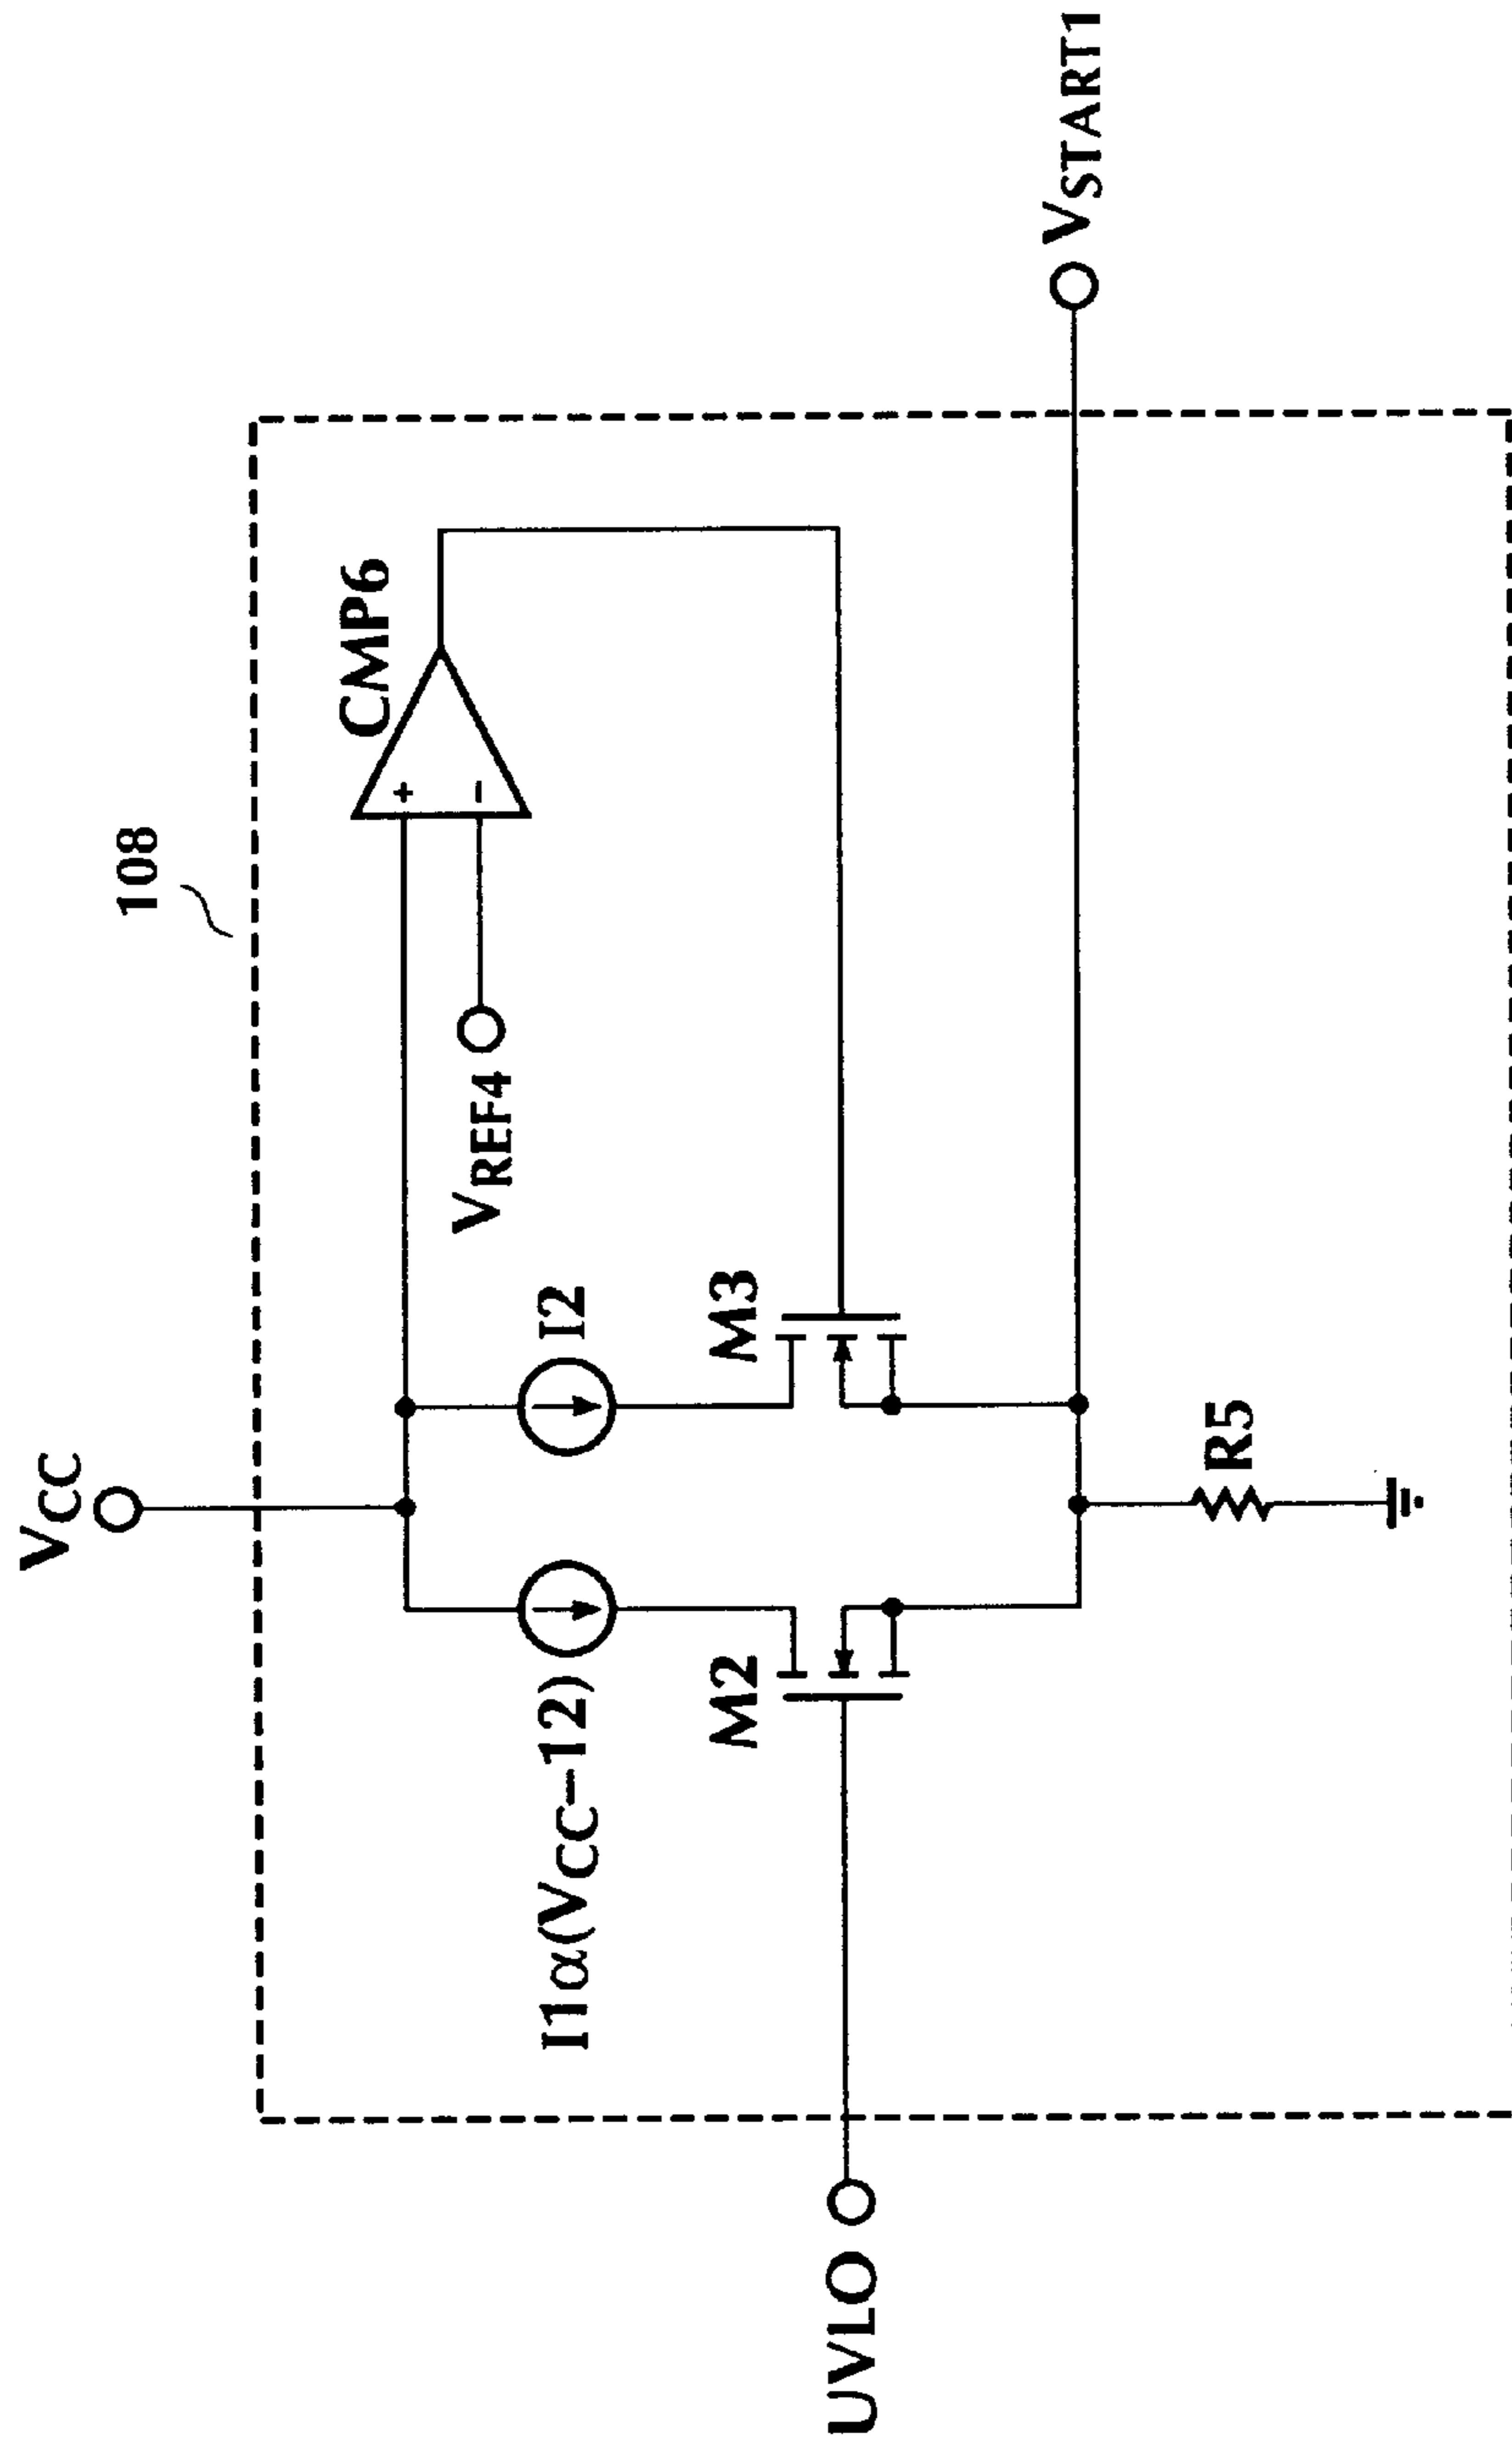 108
VCC
CMP6
VREF4
I1α(VCC-12)
I2
+
-
M2
M3
UVLO
VSTART1
R5